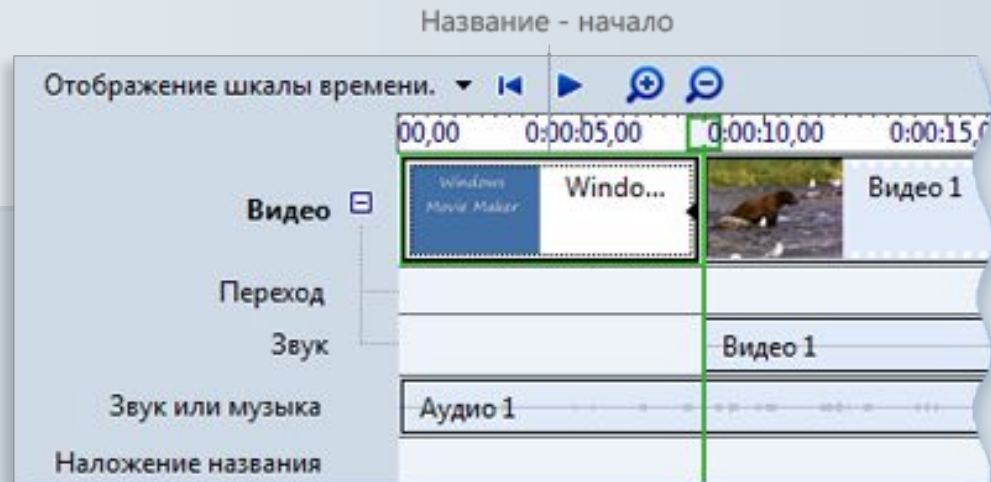 Название - начало
Отображение шкалы времени.
00,00 0:00:05,00 0:00:10,00 0:00:15,
Видео
Windows
Movie Maker
Windo...
Видео 1
Переход
Звук
Видео 1
Звук или музыка
Аудио 1
Наложение названия